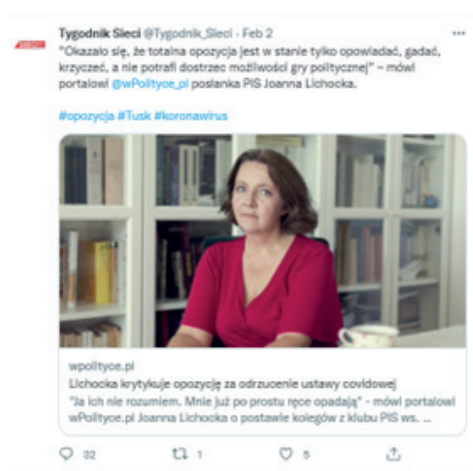 Tygodnik Sieci @Tygodnik_Sieci · Feb 2
"Okazało się, że totalna opozycja jest w stanie tylko opowiadać, gadać,
krzyczeć, a nie potrafi dostrzec możliwości gry politycznej" – mówi
portalowi @wPolityce_pl posłanka PIS Joanna Lichocka.
#opozycja #Tusk #koronawirus
wpolityce.pl
Lichocka krytykuje opozycję za odrzucenie ustawy covidowej
"Ja ich nie rozumiem. Mnie już po prostu ręce opadają" - mówi portalowi
wPolityce.pl Joanna Lichocka o postawie kolegów z klubu PIS ws. ...
32 1 5